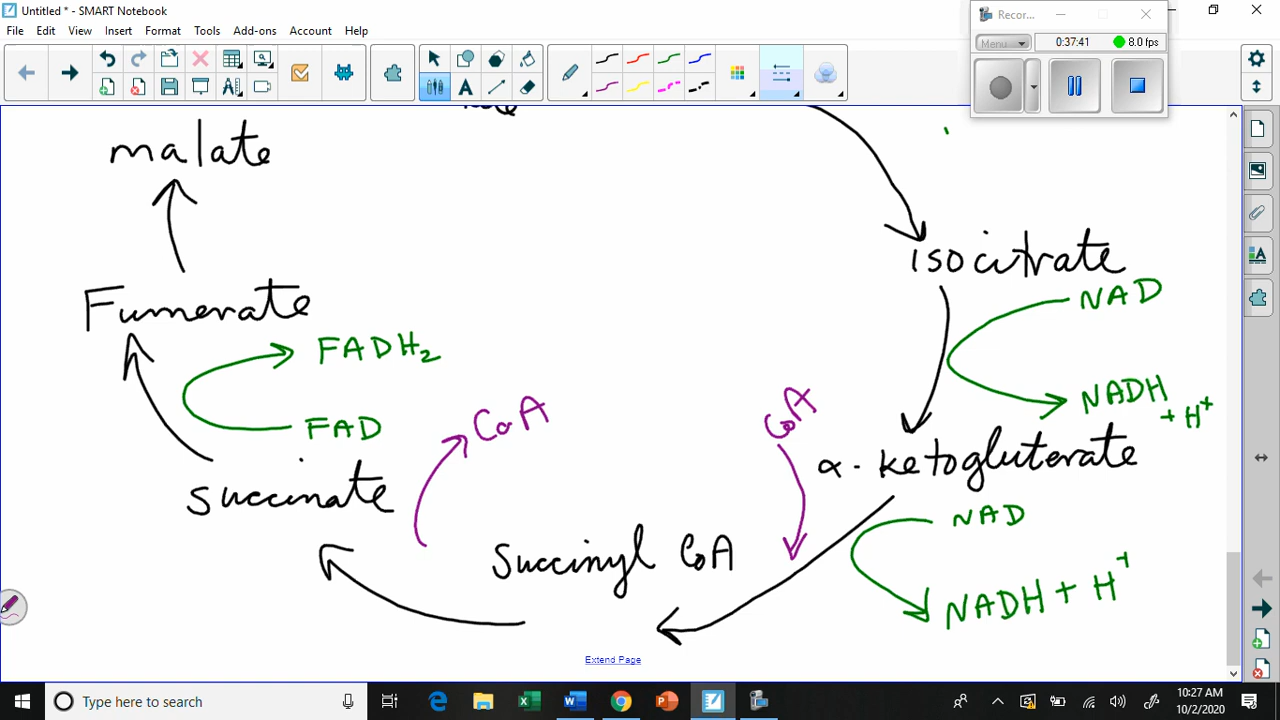 Untitled * - SMART Notebook
Recor...
File Edit View Insert Format Tools Add-ons Account Help
Menu
0:37:41
8.0 fps
malate
isocitrate
NAD
Fumerate
FADH2
NADH
+ H+
FAD
CoA
CoA
α-ketogluterate
succinate
NAD
Succinyl CoA
NADH + H+
Extend Page
Type here to search
10:27 AM
10/2/2020